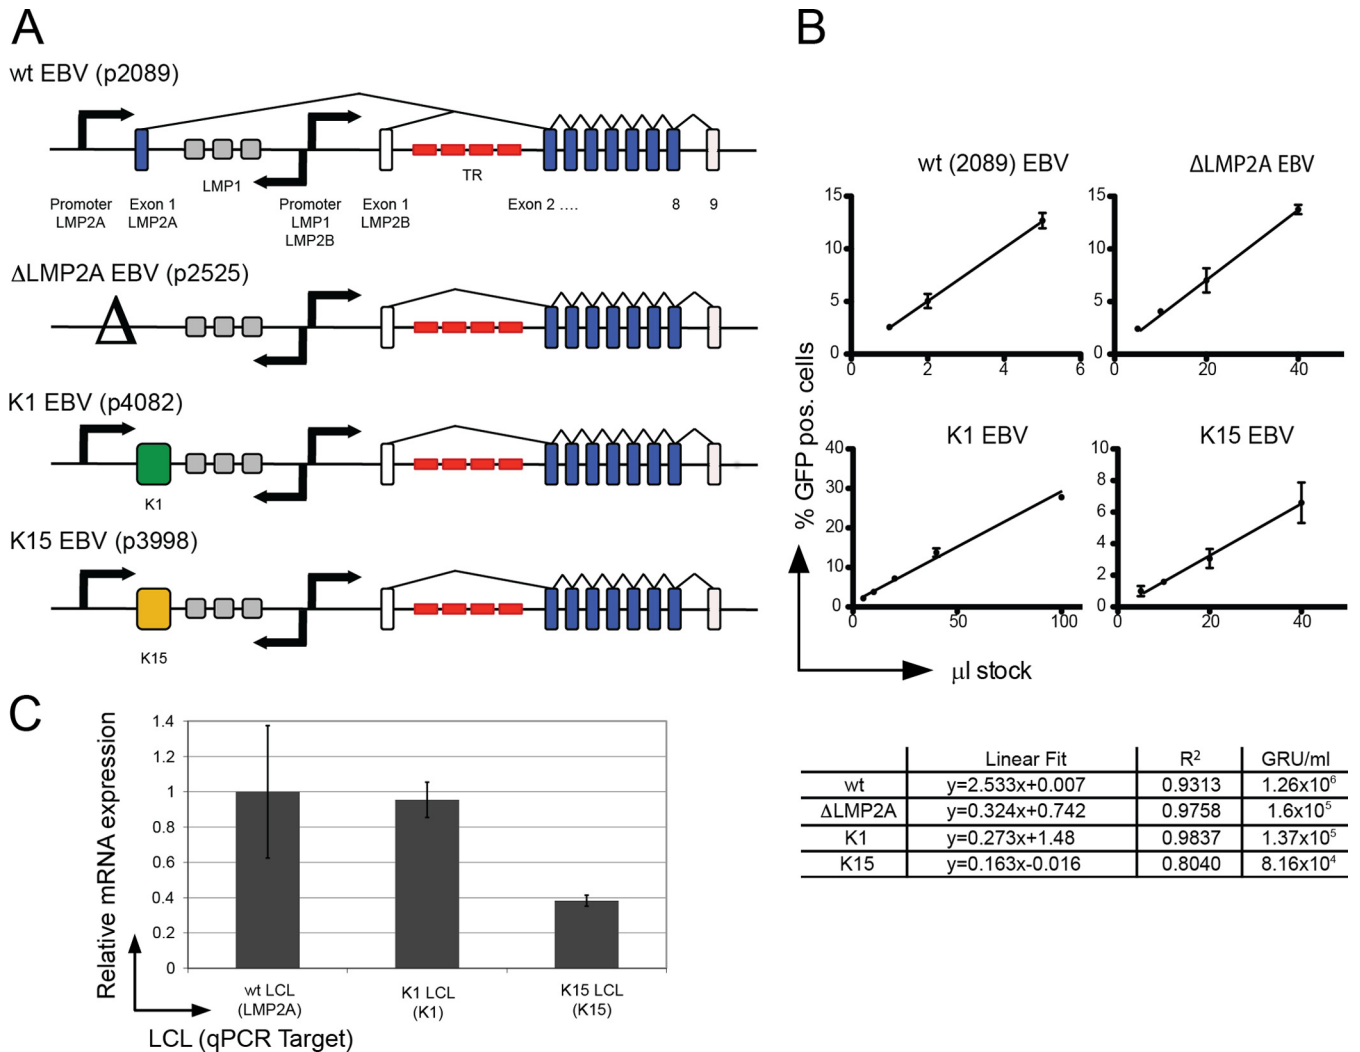 A
wt EBV (p2089)
LMP1
TR
Promoter LMP2A
Exon 1 LMP2A
Promoter LMP1 LMP2B
Exon 1 LMP2B
Exon 2 ....
8
9
ΔLMP2A EBV (p2525)
Δ
K1 EBV (p4082)
K1
K15 EBV (p3998)
K15
B
wt (2089) EBV
15
10
5
0
0 2 4 6
ΔLMP2A EBV
15
10
5
0
0 20 40
K1 EBV
40
30
20
10
0
0 50 100
K15 EBV
10
8
6
4
2
0
0 20 40
% GFP pos. cells
µl stock
Linear Fit R² GRU/ml
wt y=2.533x+0.007 0.9313 1.26x10⁶
ΔLMP2A y=0.324x+0.742 0.9758 1.6x10⁵
K1 y=0.273x+1.48 0.9837 1.37x10⁵
K15 y=0.163x-0.016 0.8040 8.16x10⁴
C
Relative mRNA expression
1.4
1.2
1
0.8
0.6
0.4
0.2
0
wt LCL (LMP2A)
K1 LCL (K1)
K15 LCL (K15)
LCL (qPCR Target)